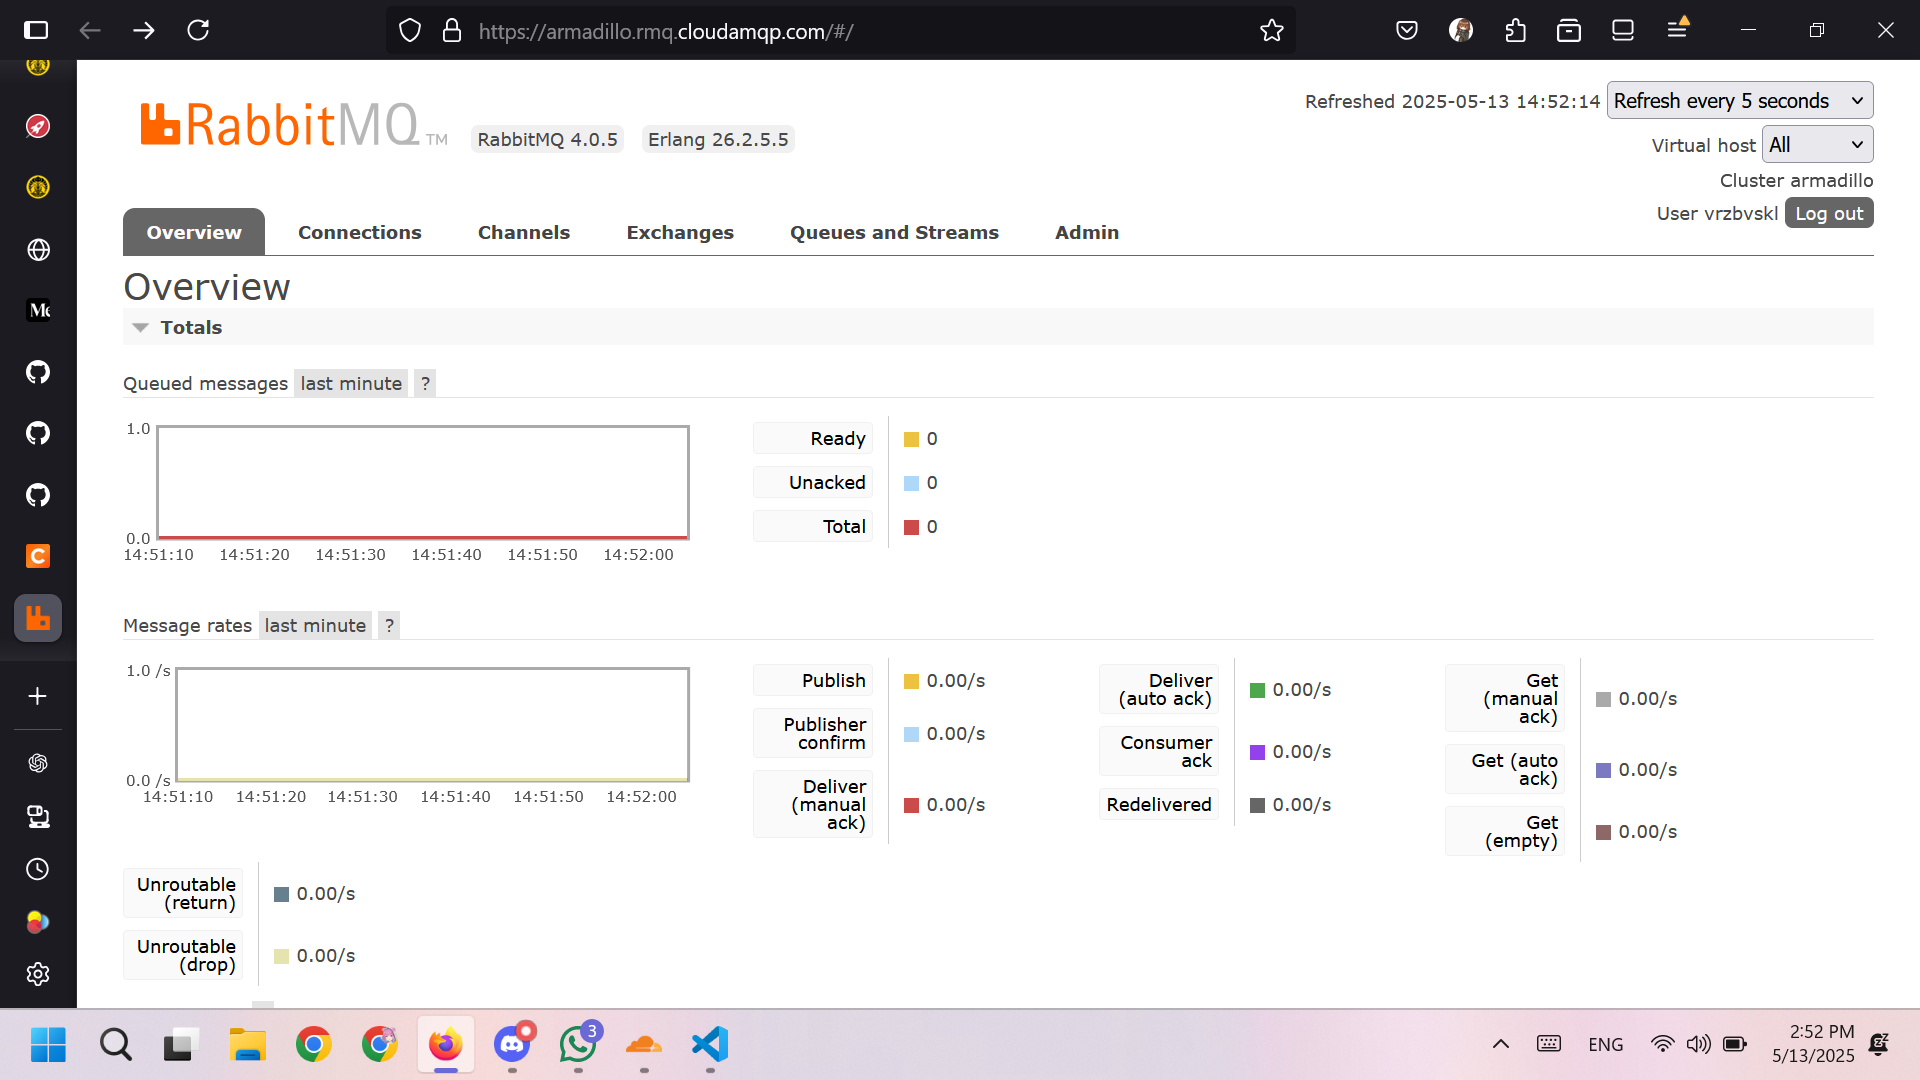 https://armadillo.rmq.cloudamqp.com/#/
RabbitMQ TM
RabbitMQ 4.0.5 Erlang 26.2.5.5
Refreshed 2025-05-13 14:52:14 Refresh every 5 seconds
Virtual host All
Cluster armadillo
User vrzbvskl Log out
Overview Connections Channels Exchanges Queues and Streams Admin
Overview
Totals
Queued messages last minute ?
1.0
0.0
14:51:10 14:51:20 14:51:30 14:51:40 14:51:50 14:52:00
Ready 0
Unacked 0
Total 0
Message rates last minute ?
1.0 /s
0.0 /s
14:51:10 14:51:20 14:51:30 14:51:40 14:51:50 14:52:00
Publish 0.00/s
Publisher
confirm 0.00/s
Deliver
(manual
ack) 0.00/s
Deliver
(auto ack) 0.00/s
Consumer
ack 0.00/s
Redelivered 0.00/s
Get
(manual
ack) 0.00/s
Get (auto
ack) 0.00/s
Get
(empty) 0.00/s
Unroutable
(return) 0.00/s
Unroutable
(drop) 0.00/s
C
3
ENG
2:52 PM
5/13/2025